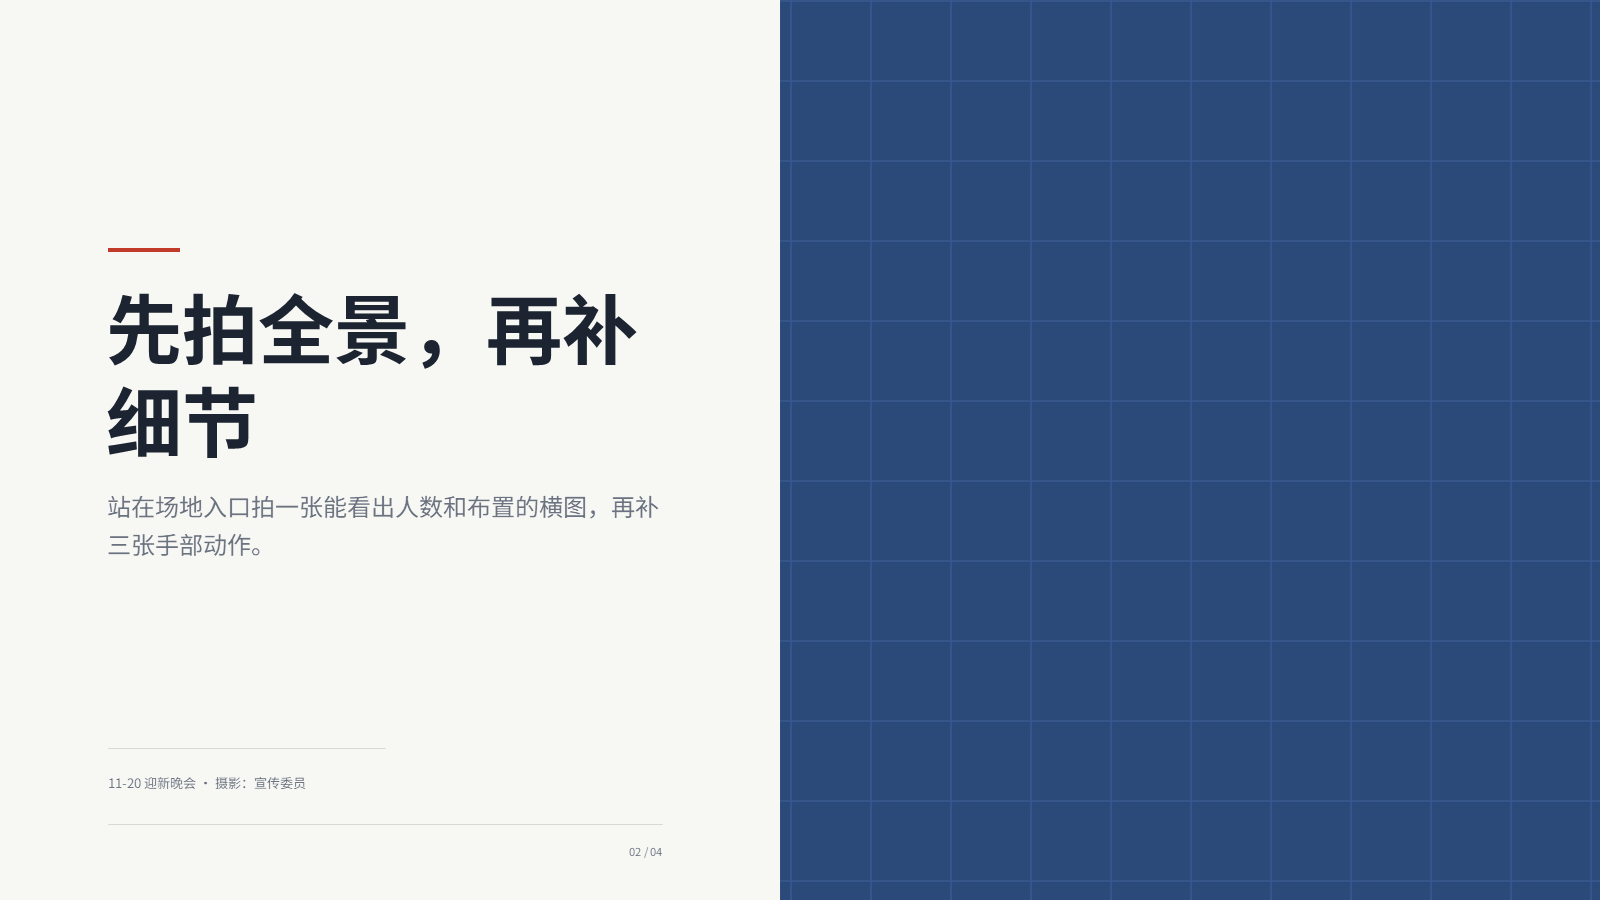 先拍全景，再补
细节
站在场地入口拍一张能看出人数和布置的横图，再补
三张手部动作。
11-20 迎新晚会 · 摄影：宣传委员
02 / 04